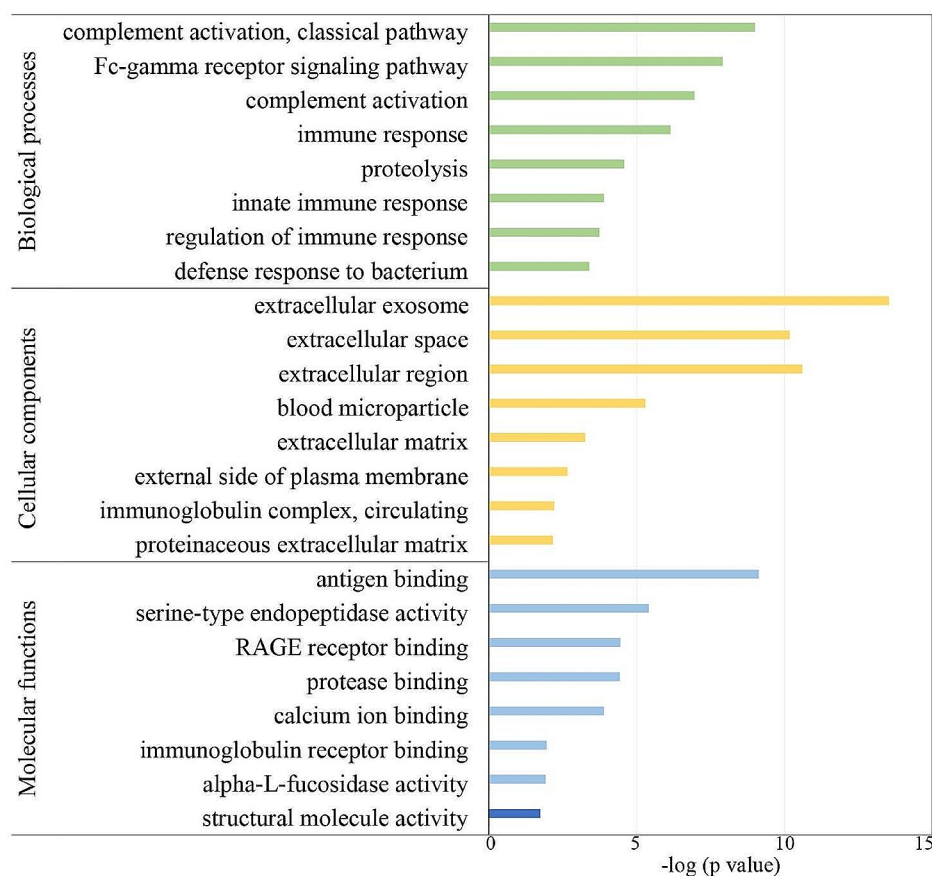 Biological processes
complement activation, classical pathway
Fc-gamma receptor signaling pathway
complement activation
immune response
proteolysis
innate immune response
regulation of immune response
defense response to bacterium
Cellular components
extracellular exosome
extracellular space
extracellular region
blood microparticle
extracellular matrix
external side of plasma membrane
immunoglobulin complex, circulating
proteinaceous extracellular matrix
Molecular functions
antigen binding
serine-type endopeptidase activity
RAGE receptor binding
protease binding
calcium ion binding
immunoglobulin receptor binding
alpha-L-fucosidase activity
structural molecule activity
0 5 10 15
-log (p value)